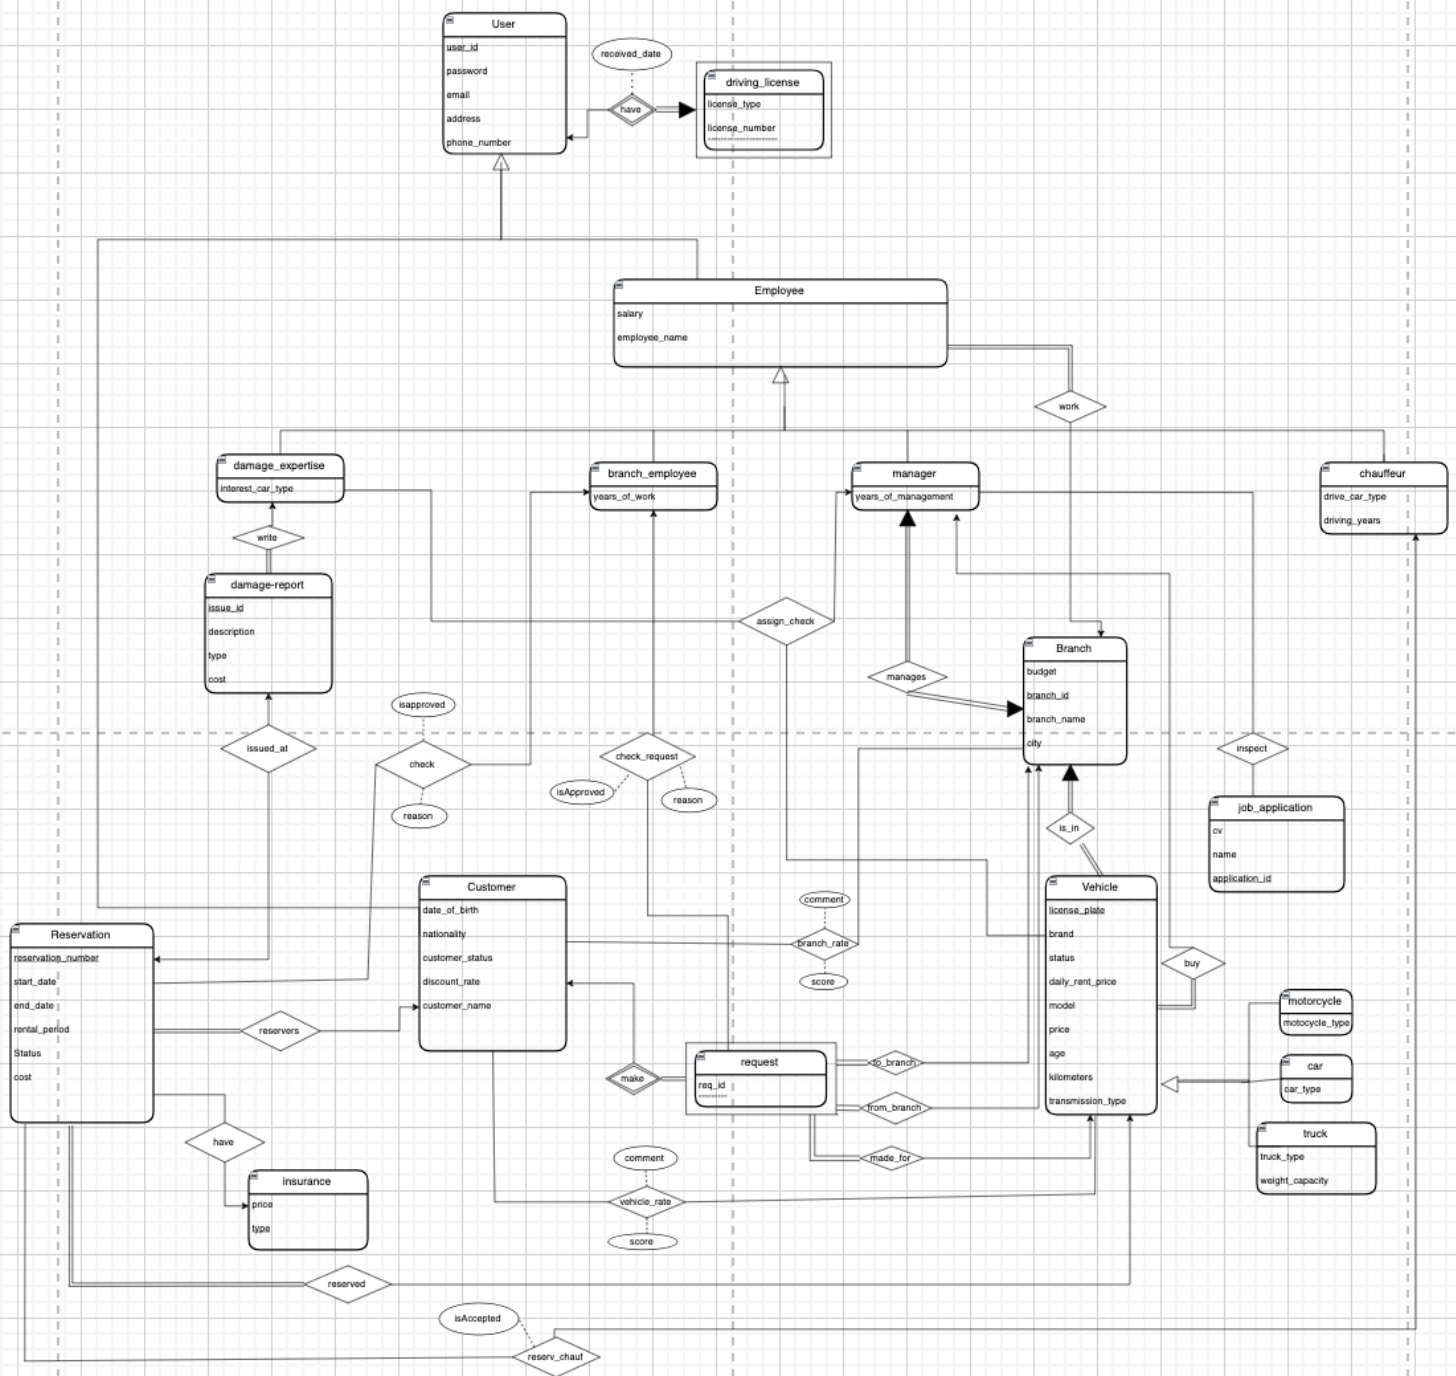 User
user_id
password
email
address
phone_number
received_date
have
driving_license
license_type
license_number
Employee
salary
employee_name
work
damage_expertise
interest_car_type
branch_employee
years_of_work
manager
years_of_management
chauffeur
drive_car_type
driving_years
write
damage-report
issue_id
description
type
cost
assign_check
manages
Branch
budget
branch_id
branch_name
city
isapproved
issued_at
check
reason
check_request
isApproved
reason
inspect
job_application
cv
name
application_id
is_in
Customer
date_of_birth
nationality
customer_status
discount_rate
customer_name
comment
branch_rate
score
Vehicle
license_plate
brand
status
daily_rent_price
model
price
age
kilometers
transmission_type
buy
Reservation
reservation_number
start_date
end_date
rental_period
Status
cost
reservers
make
request
req_id
to_branch
from_branch
made_for
motorcycle
motocycle_type
car
car_type
truck
truck_type
weight_capacity
have
insurance
price
type
comment
vehicle_rate
score
reserved
isAccepted
reserv_chauf